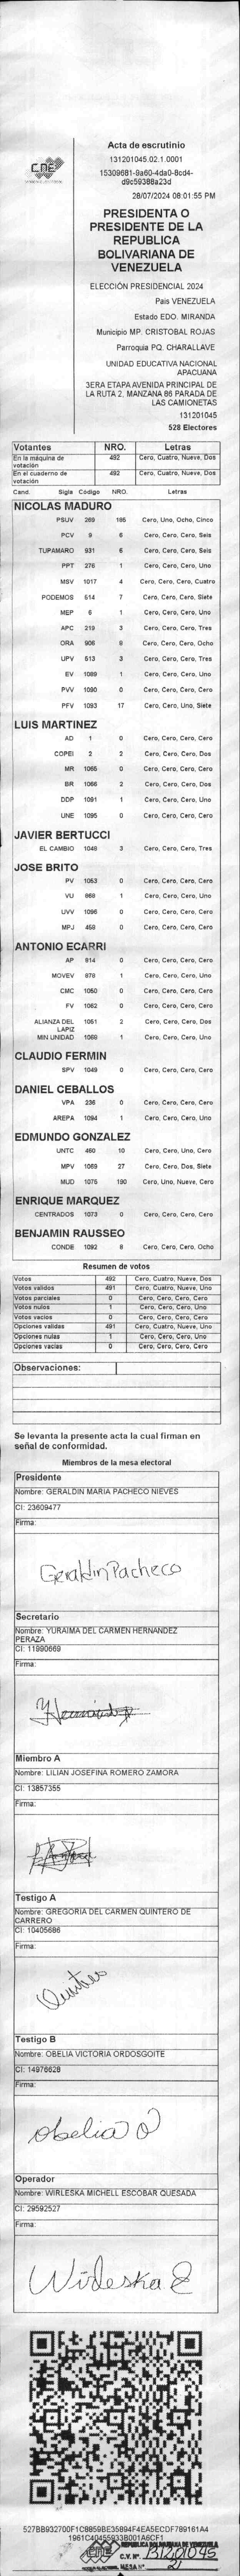 CNE
Acta de escrutinio
131201045.02.1.0001
15309681-9a60-4da0-8cd4-
d9c59388a23d
28/07/2024 08:01:55 PM
PRESIDENTA O
PRESIDENTE DE LA
REPUBLICA
BOLIVARIANA DE
VENEZUELA
ELECCIÓN PRESIDENCIAL 2024
Pais VENEZUELA
Estado EDO. MIRANDA
Municipio MP. CRISTOBAL ROJAS
Parroquia PQ. CHARALLAVE
UNIDAD EDUCATIVA NACIONAL
APACUANA
3ERA ETAPA AVENIDA PRINCIPAL DE
LA RUTA 2, MANZANA 86 PARADA DE
LAS CAMIONETAS
131201045
528 Electores
Votantes NRO. Letras
En la máquina de votación 492 Cero, Cuatro, Nueve, Dos
En el cuaderno de votación 492 Cero, Cuatro, Nueve, Dos
Cand. Sigla Codigo NRO. Letras
NICOLAS MADURO
PSUV 269 185 Cero, Uno, Ocho, Cinco
PCV 9 6 Cero, Cero, Cero, Seis
TUPAMARO 931 6 Cero, Cero, Cero, Seis
PPT 276 1 Cero, Cero, Cero, Uno
MSV 1017 4 Cero, Cero, Cero, Cuatro
PODEMOS 514 7 Cero, Cero, Cero, Siete
MEP 6 1 Cero, Cero, Cero, Uno
APC 219 3 Cero, Cero, Cero, Tres
ORA 906 8 Cero, Cero, Cero, Ocho
UPV 513 3 Cero, Cero, Cero, Tres
EV 1089 1 Cero, Cero, Cero, Uno
PVV 1090 0 Cero, Cero, Cero, Cero
PFV 1093 17 Cero, Cero, Uno, Siete
LUIS MARTINEZ
AD 1 0 Cero, Cero, Cero, Cero
COPEI 2 2 Cero, Cero, Cero, Dos
MR 1065 0 Cero, Cero, Cero, Cero
BR 1066 2 Cero, Cero, Cero, Dos
DDP 1091 1 Cero, Cero, Cero, Uno
UNE 1095 0 Cero, Cero, Cero, Cero
JAVIER BERTUCCI
EL CAMBIO 1048 3 Cero, Cero, Cero, Tres
JOSE BRITO
PV 1053 0 Cero, Cero, Cero, Cero
VU 868 1 Cero, Cero, Cero, Uno
UVV 1096 0 Cero, Cero, Cero, Cero
MPJ 459 0 Cero, Cero, Cero, Cero
ANTONIO ECARRI
AP 914 0 Cero, Cero, Cero, Cero
MOVEV 878 1 Cero, Cero, Cero, Uno
CMC 1050 0 Cero, Cero, Cero, Cero
FV 1062 0 Cero, Cero, Cero, Cero
ALIANZA DEL LAPIZ 1051 2 Cero, Cero, Cero, Dos
MIN UNIDAD 1069 1 Cero, Cero, Cero, Uno
CLAUDIO FERMIN
SPV 1049 0 Cero, Cero, Cero, Cero
DANIEL CEBALLOS
VPA 236 0 Cero, Cero, Cero, Cero
AREPA 1094 1 Cero, Cero, Cero, Uno
EDMUNDO GONZALEZ
UNTC 460 10 Cero, Cero, Uno, Cero
MPV 1069 27 Cero, Cero, Dos, Siete
MUD 1075 190 Cero, Uno, Nueve, Cero
ENRIQUE MARQUEZ
CENTRADOS 1073 0 Cero, Cero, Cero, Cero
BENJAMIN RAUSSEO
CONDE 1092 8 Cero, Cero, Cero, Ocho
Resumen de votos
Votos 492 Cero, Cuatro, Nueve, Dos
Votos validos 491 Cero, Cuatro, Nueve, Uno
Votos parciales 0 Cero, Cero, Cero, Cero
Votos nulos 1 Cero, Cero, Cero, Uno
Votos vacios 0 Cero, Cero, Cero, Cero
Opciones validas 491 Cero, Cuatro, Nueve, Uno
Opciones nulas 1 Cero, Cero, Cero, Uno
Opciones vacias 0 Cero, Cero, Cero, Cero
Observaciones:
Se levanta la presente acta la cual firman en
señal de conformidad.
Miembros de la mesa electoral
Presidente
Nombre: GERALDIN MARIA PACHECO NIEVES
CI: 23609477
Firma:
Geraldin Pacheco
Secretario
Nombre: YURAIMA DEL CARMEN HERNANDEZ
PERAZA
CI: 11990669
Firma:
Miembro A
Nombre: LILIAN JOSEFINA ROMERO ZAMORA
CI: 13857355
Firma:
Testigo A
Nombre: GREGORIA DEL CARMEN QUINTERO DE
CARRERO
CI: 10405686
Firma:
Testigo B
Nombre: OBELIA VICTORIA ORDOSGOITE
CI: 14976628
Firma:
Obelia O
Operador
Nombre: WIRLESKA MICHELL ESCOBAR QUESADA
CI: 29592527
Firma:
Wirleska E
527BB932700F1C8859BE35894F4EA5ECDF789161A4
1961C40455933B001A6CF1
CNE REPUBLICA BOLIVARIANA DE VENEZUELA
C.V. Nº. 131201045
MESA Nº 21